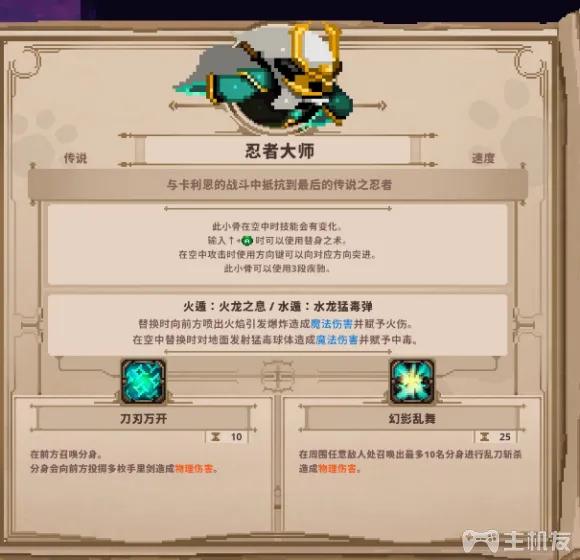 忍者大师
传说
速度
与卡利恩的战斗中抵抗到最后的传说之忍者
此小骨在空中时技能会有变化。
输入↑+ 时可以使用替身之术。
在空中攻击时使用方向键可以向对应方向突进。
此小骨可以使用3段疾驰。
火遁：火龙之息 / 水遁：水龙猛毒弹
替换时向前方喷出火焰引发爆炸造成魔法伤害并赋予火伤。
在空中替换时对地面发射猛毒球体造成魔法伤害并赋予中毒。
刀刃万开
10
在前方召唤分身。
分身会向前方投掷多枚手里剑造成物理伤害。
幻影乱舞
25
在周围任意敌人处召唤出最多10名分身进行乱刀斩杀
造成物理伤害。
主机友